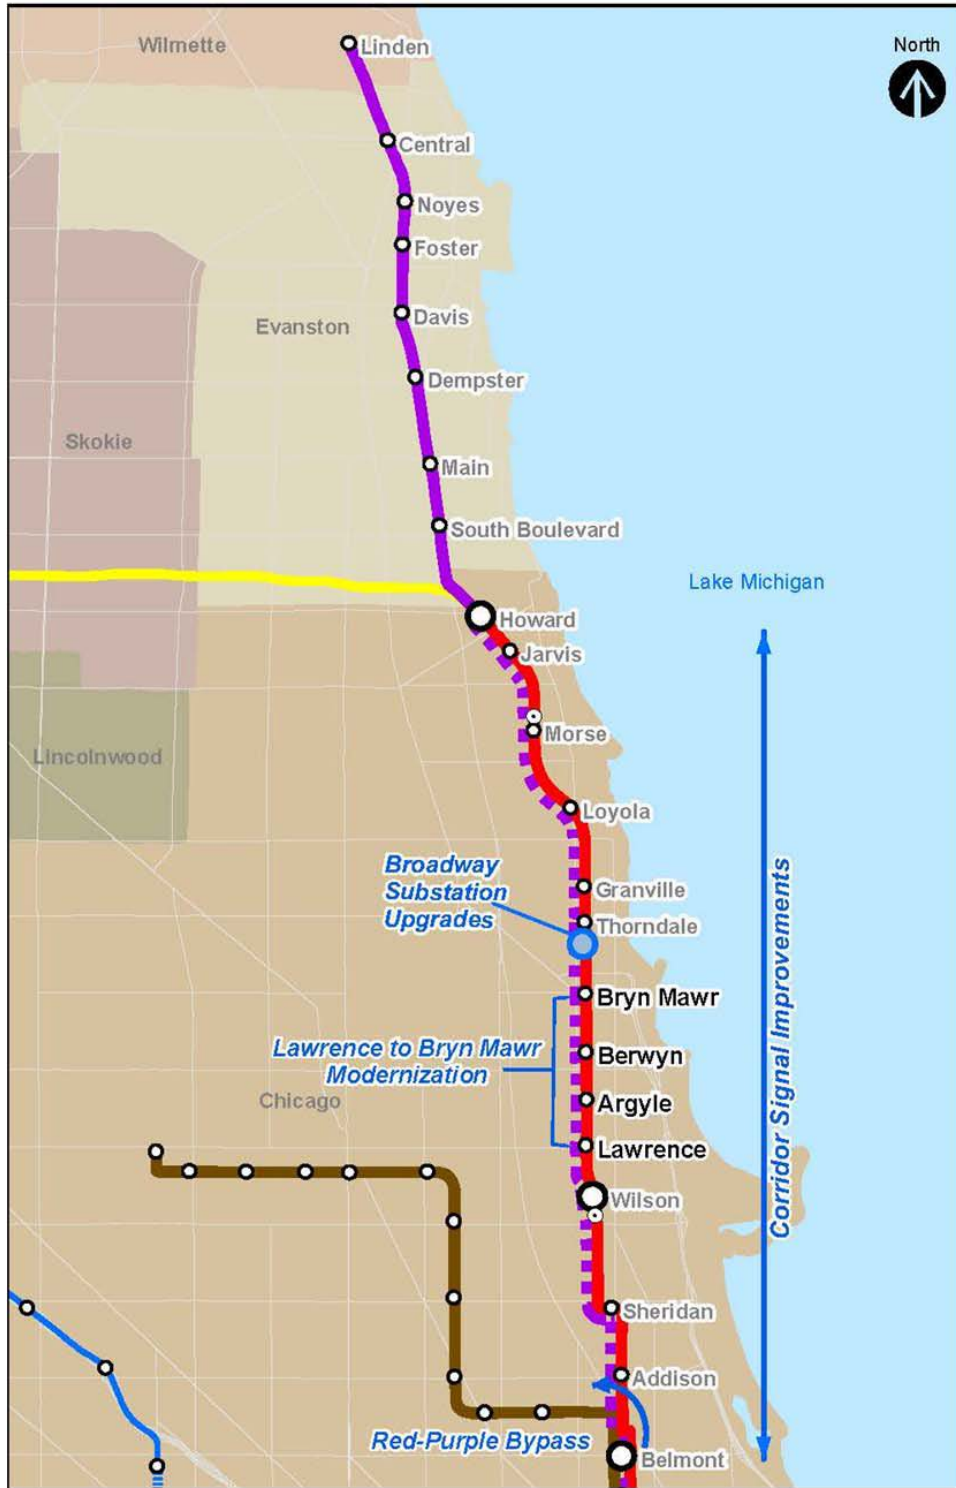 Wilmette
Linden
North
Central
Noyes
Foster
Davis
Evanston
Dempster
Skokie
Main
South Boulevard
Lake Michigan
Howard
Jarvis
Morse
Lincolnwood
Loyola
Broadway
Substation
Upgrades
Granville
Thorndale
Bryn Mawr
Lawrence to Bryn Mawr
Modernization
Berwyn
Chicago
Argyle
Lawrence
Corridor Signal Improvements
Wilson
Sheridan
Addison
Red-Purple Bypass
Belmont